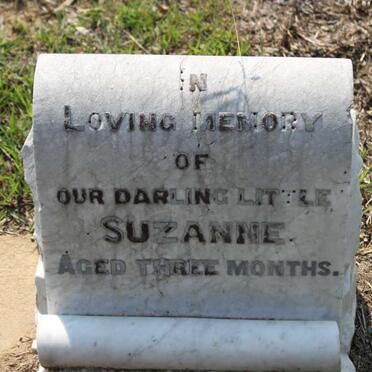 IN
LOVING MEMORY
OF
OUR DARLING LITTLE
SUZANNE.
AGED THREE MONTHS.